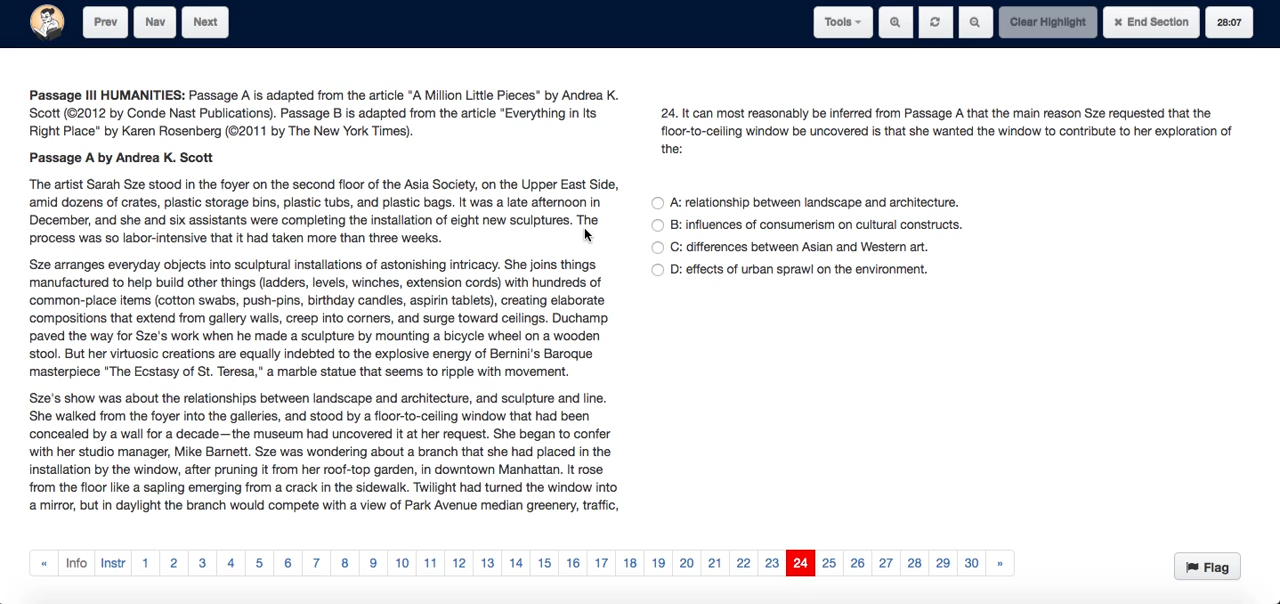 Prev Nav Next Tools Clear Highlight × End Section 28:07
Passage III HUMANITIES: Passage A is adapted from the article "A Million Little Pieces" by Andrea K.
Scott (©2012 by Conde Nast Publications). Passage B is adapted from the article "Everything in Its
Right Place" by Karen Rosenberg (©2011 by The New York Times).
Passage A by Andrea K. Scott
The artist Sarah Sze stood in the foyer on the second floor of the Asia Society, on the Upper East Side,
amid dozens of crates, plastic storage bins, plastic tubs, and plastic bags. It was a late afternoon in
December, and she and six assistants were completing the installation of eight new sculptures. The
process was so labor-intensive that it had taken more than three weeks.
Sze arranges everyday objects into sculptural installations of astonishing intricacy. She joins things
manufactured to help build other things (ladders, levels, winches, extension cords) with hundreds of
common-place items (cotton swabs, push-pins, birthday candles, aspirin tablets), creating elaborate
compositions that extend from gallery walls, creep into corners, and surge toward ceilings. Duchamp
paved the way for Sze's work when he made a sculpture by mounting a bicycle wheel on a wooden
stool. But her virtuosic creations are equally indebted to the explosive energy of Bernini's Baroque
masterpiece "The Ecstasy of St. Teresa," a marble statue that seems to ripple with movement.
Sze's show was about the relationships between landscape and architecture, and sculpture and line.
She walked from the foyer into the galleries, and stood by a floor-to-ceiling window that had been
concealed by a wall for a decade—the museum had uncovered it at her request. She began to confer
with her studio manager, Mike Barnett. Sze was wondering about a branch that she had placed in the
installation by the window, after pruning it from her roof-top garden, in downtown Manhattan. It rose
from the floor like a sapling emerging from a crack in the sidewalk. Twilight had turned the window into
a mirror, but in daylight the branch would compete with a view of Park Avenue median greenery, traffic,
24. It can most reasonably be inferred from Passage A that the main reason Sze requested that the
floor-to-ceiling window be uncovered is that she wanted the window to contribute to her exploration of
the:
A: relationship between landscape and architecture.
B: influences of consumerism on cultural constructs.
C: differences between Asian and Western art.
D: effects of urban sprawl on the environment.
« Info Instr 1 2 3 4 5 6 7 8 9 10 11 12 13 14 15 16 17 18 19 20 21 22 23 24 25 26 27 28 29 30 »
Flag